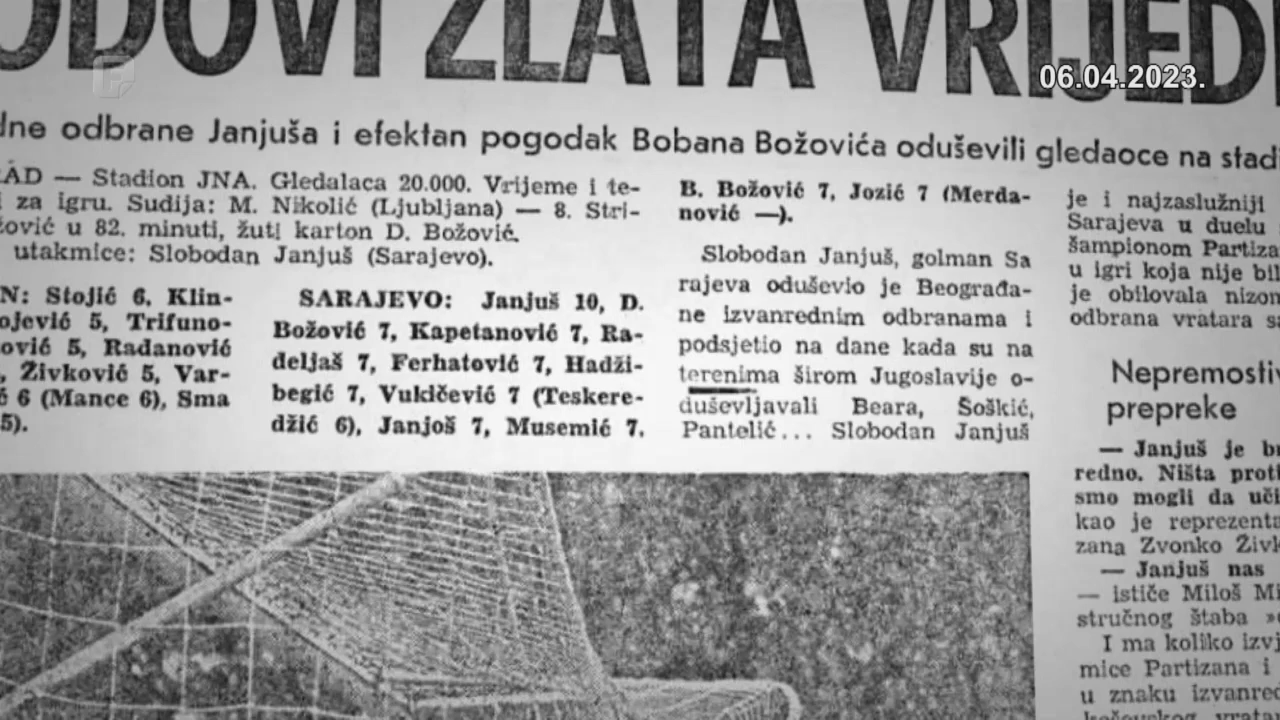 ODOVI ZLATA VRIJED
06.04.2023.
dne odbrane Janjuša i efektan pogodak Bobana Božovića oduševili gledaoce na stadi
RAD — Stadion JNA. Gledalaca 20.000. Vrijeme i te-
i za igru. Sudija: M. Nikolić (Ljubljana) — 8. Stri-
žović u 82. minuti, žuti karton D. Božović.
utakmice: Slobodan Janjuš (Sarajevo).
N: Stojić 6, Klin-
ojević 5, Trifuno-
ović 5, Radanović
, Živković 5, Var-
ć 6 (Mance 6), Sma
5).
SARAJEVO: Janjuš 10, D.
Božović 7, Kapetanović 7, Ra-
deljaš 7, Ferhatović 7, Hadži-
begić 7, Vukičević 7 (Teskere-
džić 6), Janjoš 7, Musemić 7,
B. Božović 7, Jozić 7 (Merda-
nović —).
Slobodan Janjuš, golman Sa
rajeva oduševio je Beograđa-
ne izvanrednim odbranama i
podsjetio na dane kada su na
terenima širom Jugoslavije o-
duševljavali Beara, Šoškić,
Pantelić... Slobodan Janjuš
je i najzaslužniji
Sarajeva u duelu
šampionom Partiza
u igri koja nije bil
je obilovala nizom
odbrana vratara sa
Nepremostiv
prepreke
— Janjuš je b
redno. Ništa proti
smo mogli da uči
kao je reprezenta
zana Zvonko Živk
— Janjuš nas
— ističe Miloš Mi
stručnog štaba »
I ma koliko izvj
mice Partizana i
u znaku izvanred